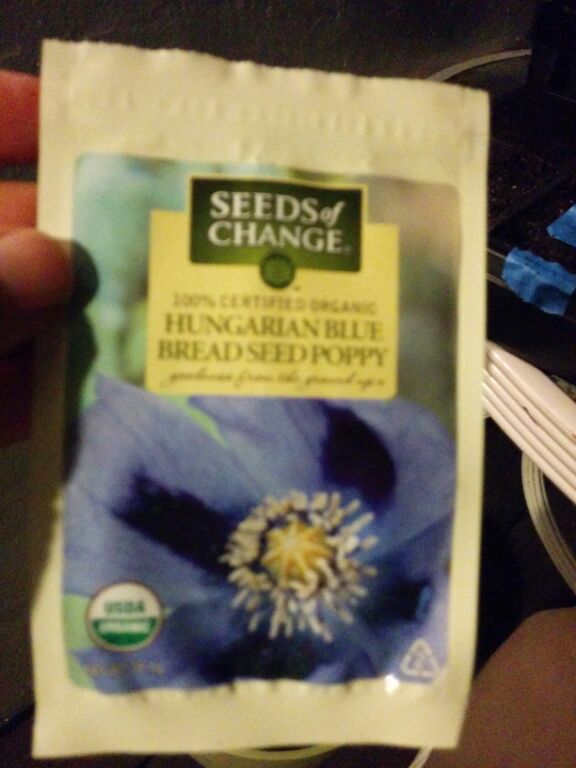 SEEDS of
CHANGE
100% CERTIFIED ORGANIC
HUNGARIAN BLUE
BREAD SEED POPPY
goodness from the ground up
USDA
ORGANIC